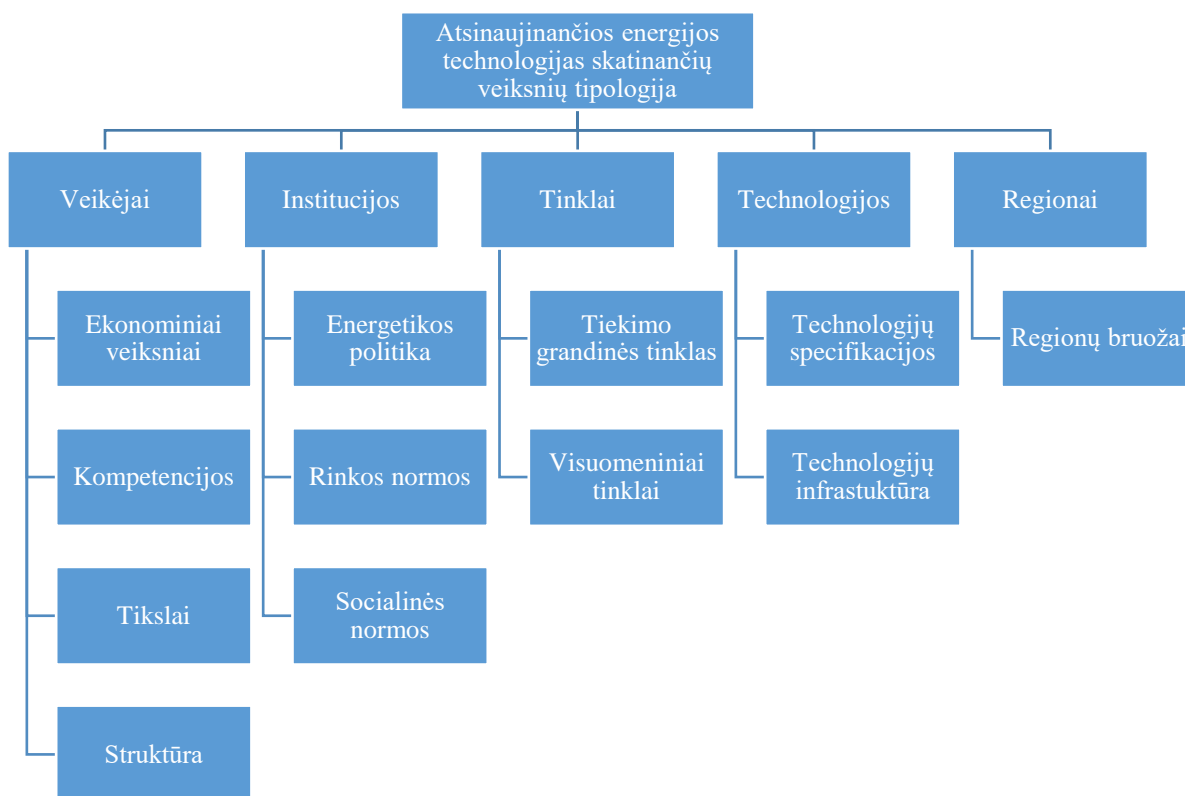 Atsinaujinančios energijos
technologijas skatinančių
veiksnių tipologija
Veikėjai
Institucijos
Tinklai
Technologijos
Regionai
Ekonominiai
veiksniai
Energetikos
politika
Tiekimo
grandinės tinklas
Technologijų
specifikacijos
Regionų bruožai
Kompetencijos
Rinkos normos
Visuomeniniai
tinklai
Technologijų
infrastuktūra
Tikslai
Socialinės
normos
Struktūra